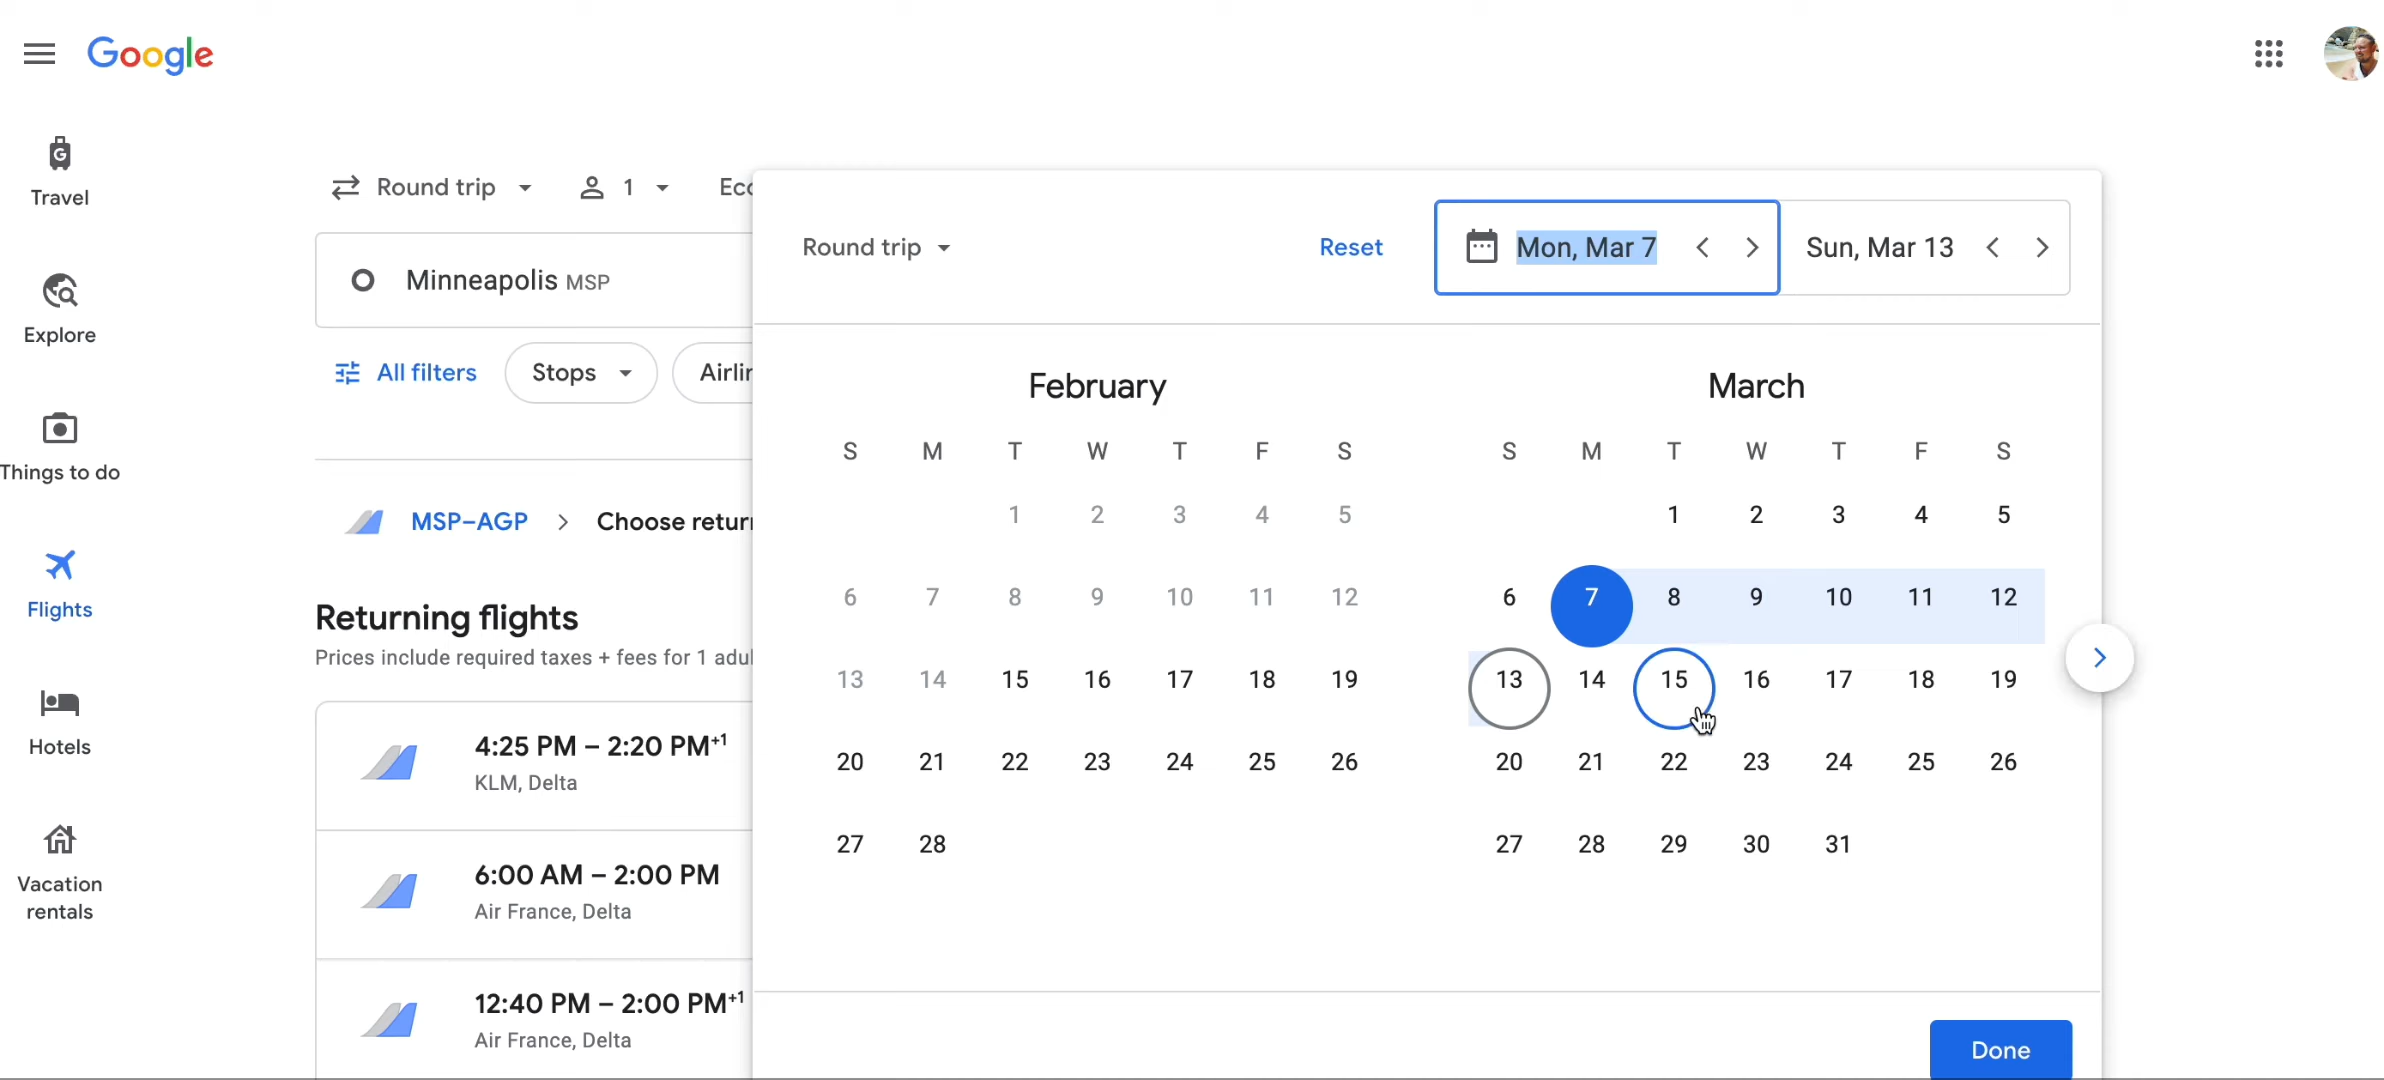 Google
Travel
Explore
Things to do
Flights
Hotels
Vacation
rentals
Round trip 1 Ecc
Minneapolis MSP
All filters Stops Airlin
MSP–AGP > Choose return
Returning flights
Prices include required taxes + fees for 1 adul
4:25 PM – 2:20 PM+1
KLM, Delta
6:00 AM – 2:00 PM
Air France, Delta
12:40 PM – 2:00 PM+1
Air France, Delta
Round trip Reset Mon, Mar 7 < > Sun, Mar 13 < >
February
S M T W T F S
1 2 3 4 5
6 7 8 9 10 11 12
13 14 15 16 17 18 19
20 21 22 23 24 25 26
27 28
March
S M T W T F S
1 2 3 4 5
6 7 8 9 10 11 12
13 14 15 16 17 18 19
20 21 22 23 24 25 26
27 28 29 30 31
Done